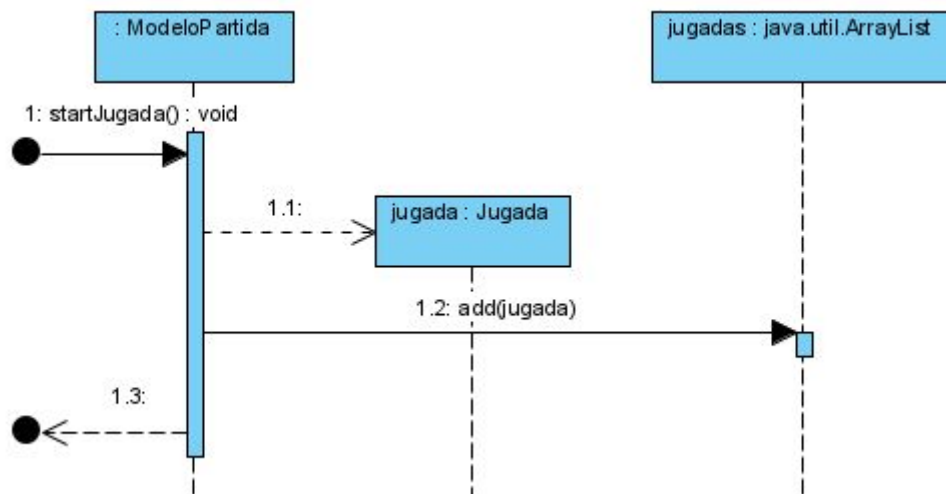 : ModeloPartida
jugadas : java.util.ArrayList
1: startJugada() : void
1.1:
jugada : Jugada
1.2: add(jugada)
1.3: